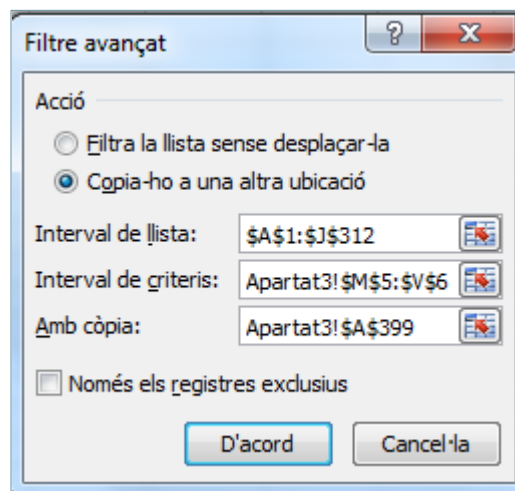 Filtre avançat
Acció
Filtra la llista sense desplaçar-la
Copia-ho a una altra ubicació
Interval de llista: $A$1:$J$312
Interval de criteris: Apartat3!$M$5:$V$6
Amb còpia: Apartat3!$A$399
Només els registres exclusius
D'acord Cancel·la